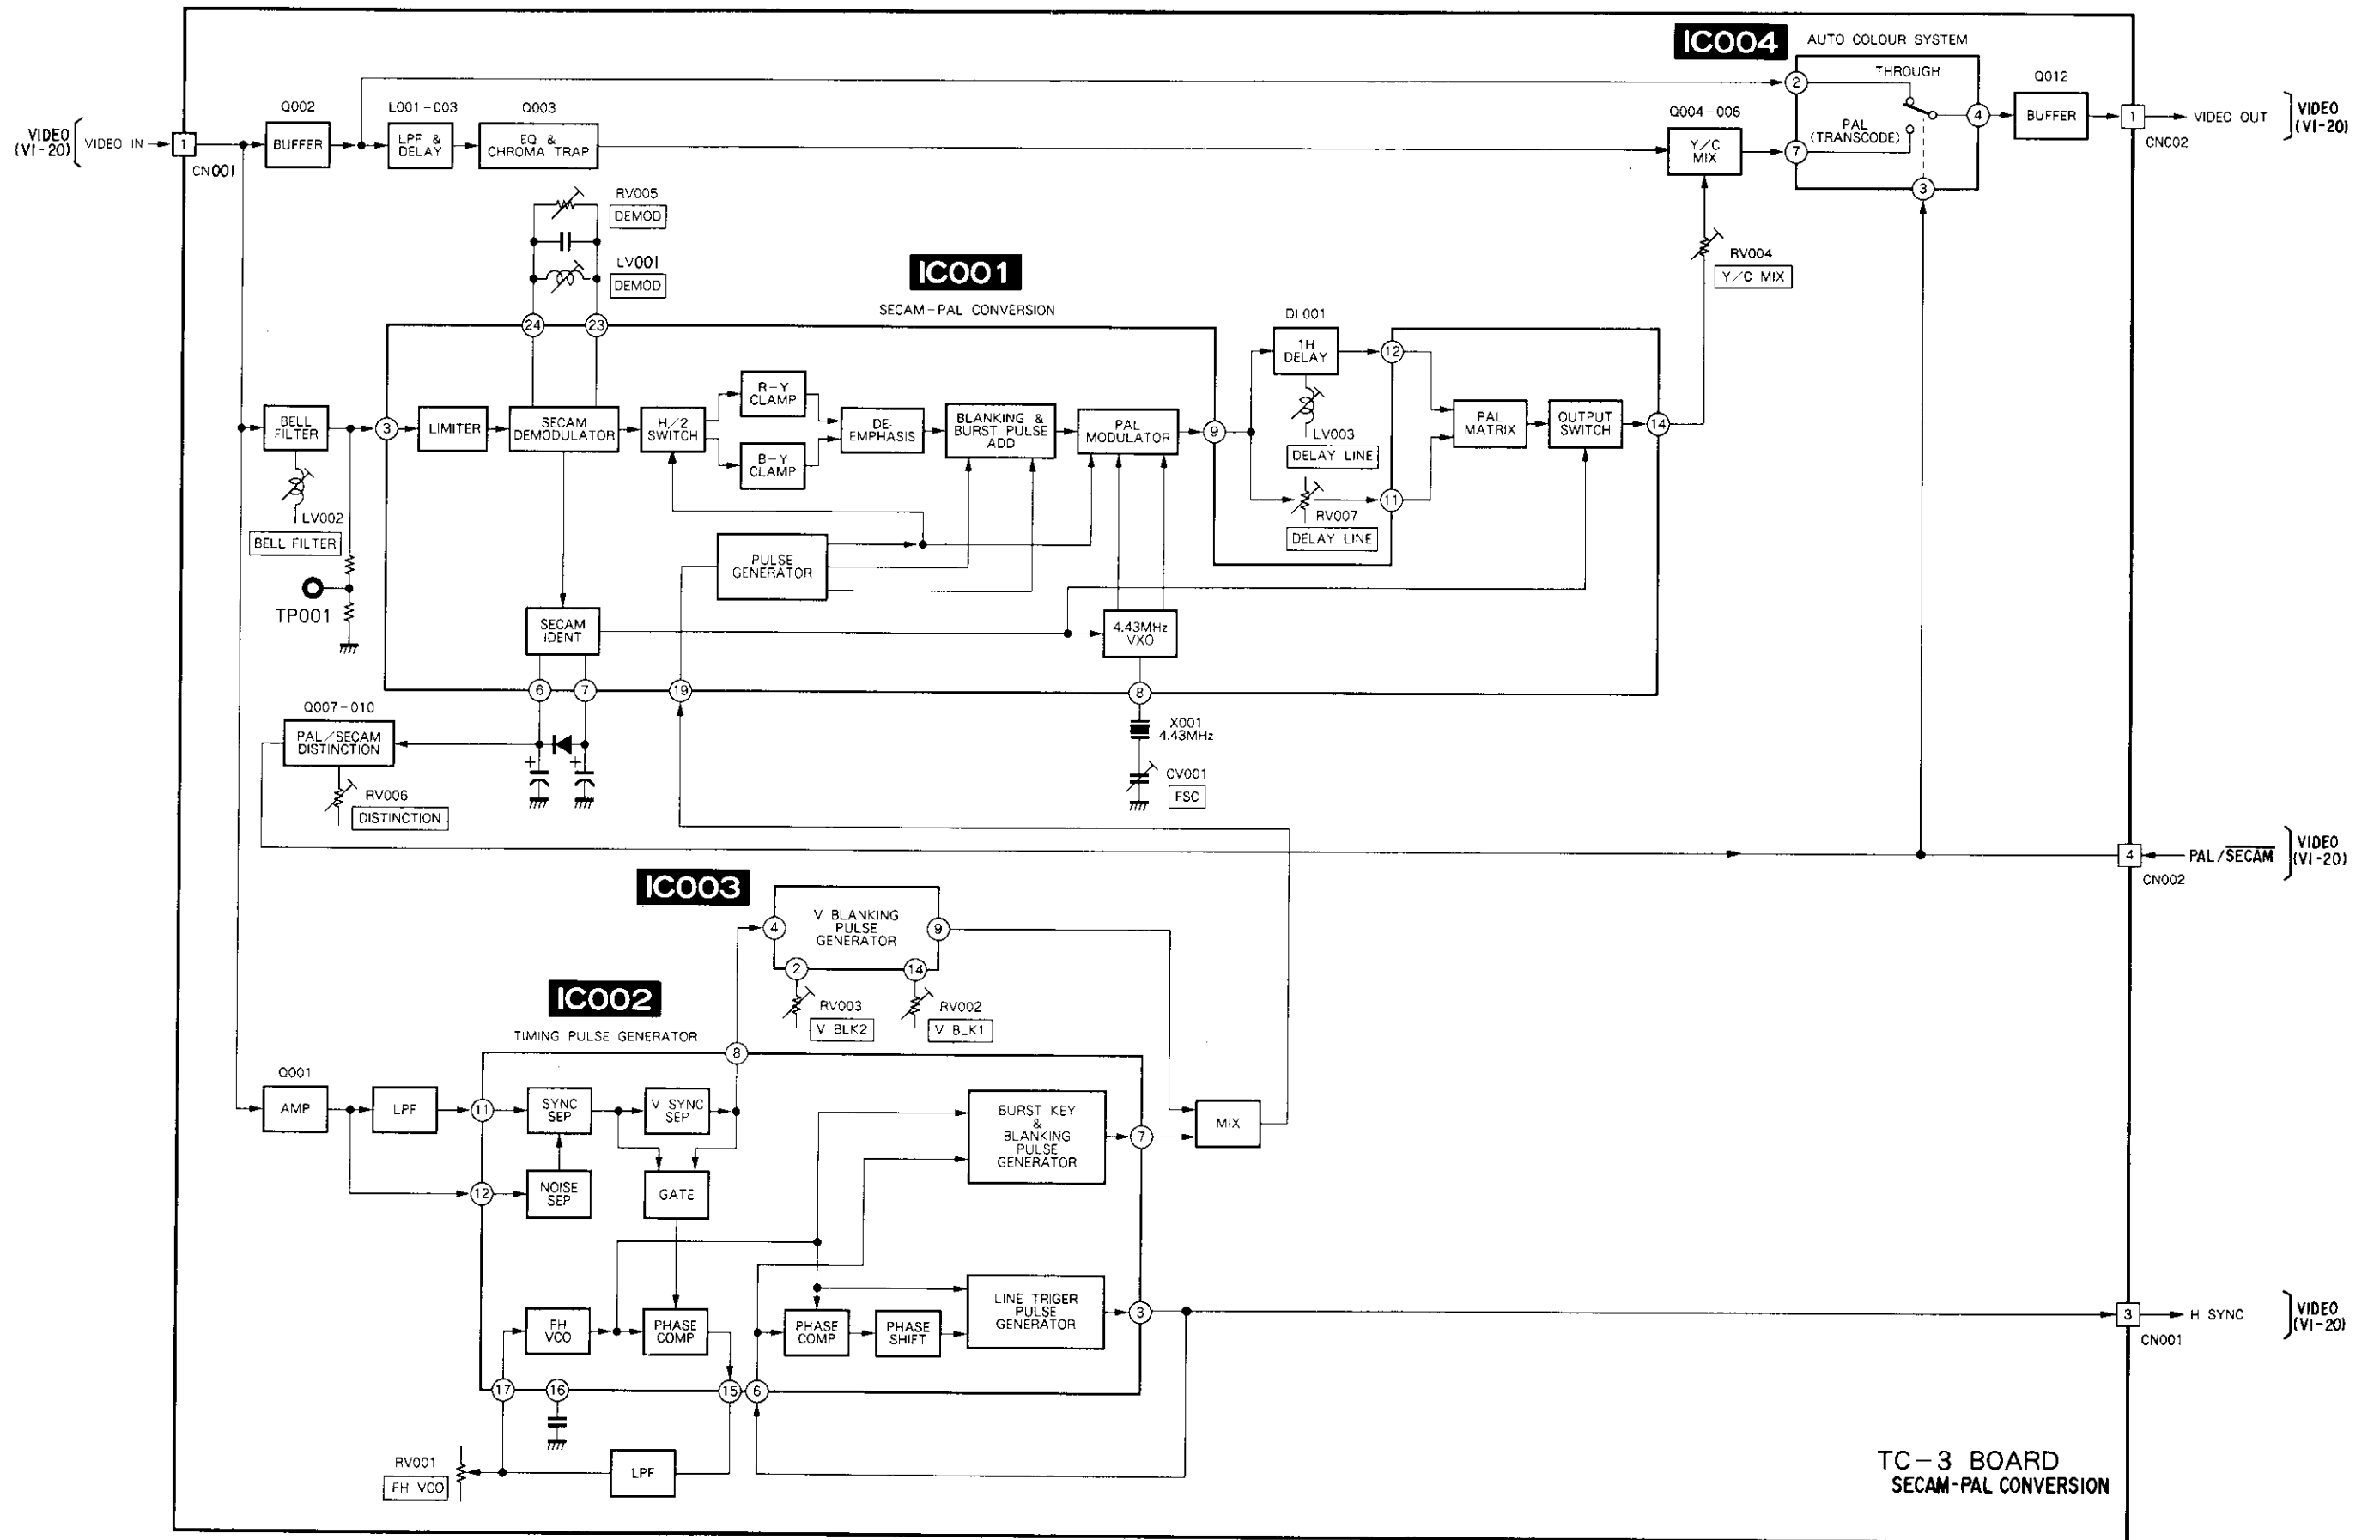 IC004
AUTO COLOUR SYSTEM
2
THROUGH
Q012
Q002
L001-003
Q003
Q004-006
VIDEO
(VI-20)
VIDEO IN
1
CN001
BUFFER
LPF &
DELAY
EQ &
CHROMA TRAP
Y/C
MIX
7
PAL
(TRANSCODE)
4
3
BUFFER
1
CN002
VIDEO OUT
VIDEO
(VI-20)
RV005
DEMOD
LV001
DEMOD
RV004
Y/C MIX
IC001
SECAM-PAL CONVERSION
24
23
DL001
1H
DELAY
12
LV003
DELAY LINE
RV007
DELAY LINE
11
BELL
FILTER
LV002
BELL FILTER
TP001
3
LIMITER
SECAM
DEMODULATOR
H/2
SWITCH
R-Y
CLAMP
B-Y
CLAMP
DE-
EMPHASIS
BLANKING &
BURST PULSE
ADD
PAL
MODULATOR
9
PAL
MATRIX
OUTPUT
SWITCH
14
PULSE
GENERATOR
SECAM
IDENT
4.43MHz
VXO
6
7
19
8
Q007-010
PAL/SECAM
DISTINCTION
RV006
DISTINCTION
+
+
X001
4.43MHz
CV001
FSC
4
CN002
PAL/SECAM
VIDEO
(VI-20)
IC003
4
V BLANKING
PULSE
GENERATOR
9
2
14
RV003
V BLK2
RV002
V BLK1
IC002
TIMING PULSE GENERATOR
8
Q001
AMP
LPF
11
SYNC
SEP
V SYNC
SEP
BURST KEY
&
BLANKING
PULSE
GENERATOR
7
MIX
12
NOISE
SEP
GATE
FH
VCO
PHASE
COMP
PHASE
COMP
PHASE
SHIFT
LINE TRIGER
PULSE
GENERATOR
3
3
CN001
H SYNC
VIDEO
(VI-20)
17
16
15
6
RV001
FH VCO
LPF
TC-3 BOARD
SECAM-PAL CONVERSION